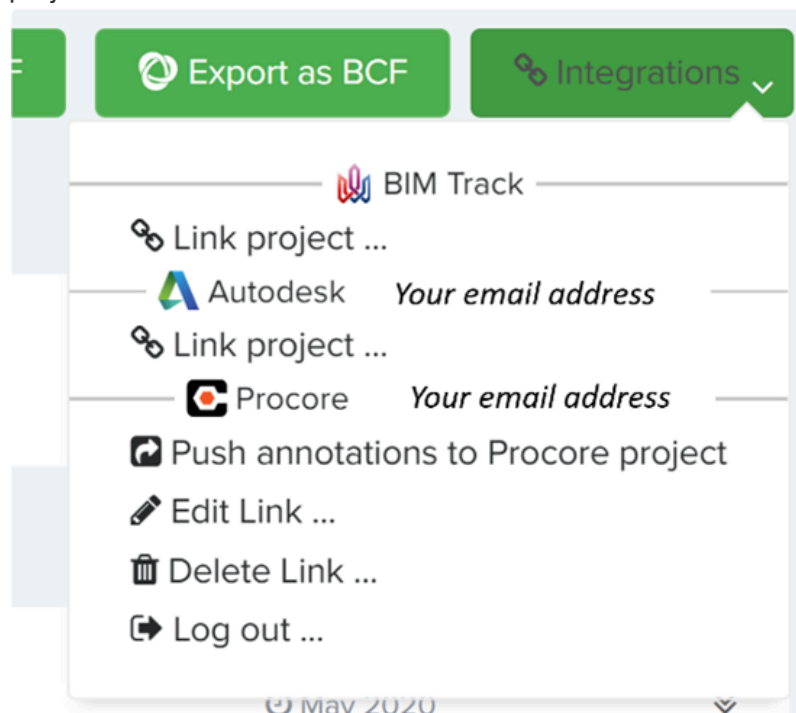 F
Export as BCF
Integrations
BIM Track
Link project ...
Autodesk Your email address
Link project ...
Procore Your email address
Push annotations to Procore project
Edit Link ...
Delete Link ...
Log out ...
May 2020